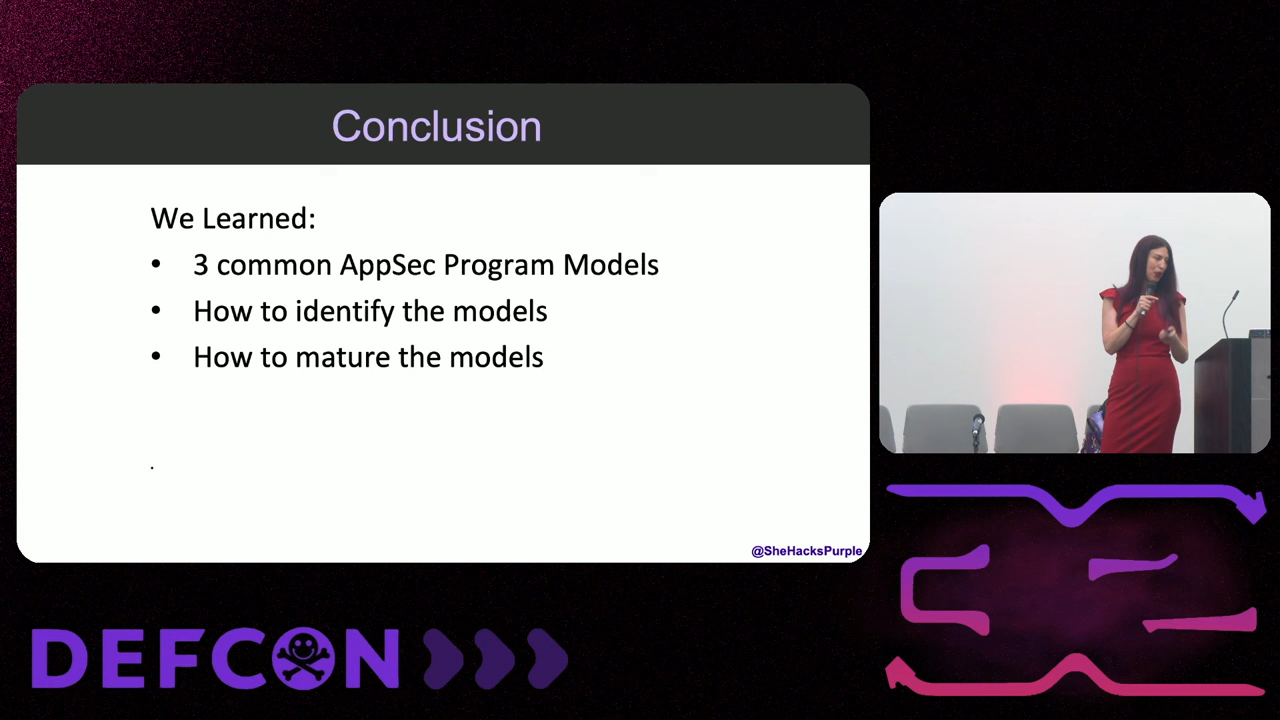 Conclusion
We Learned:
• 3 common AppSec Program Models
• How to identify the models
• How to mature the models
.
@SheHacksPurple
DEFCON